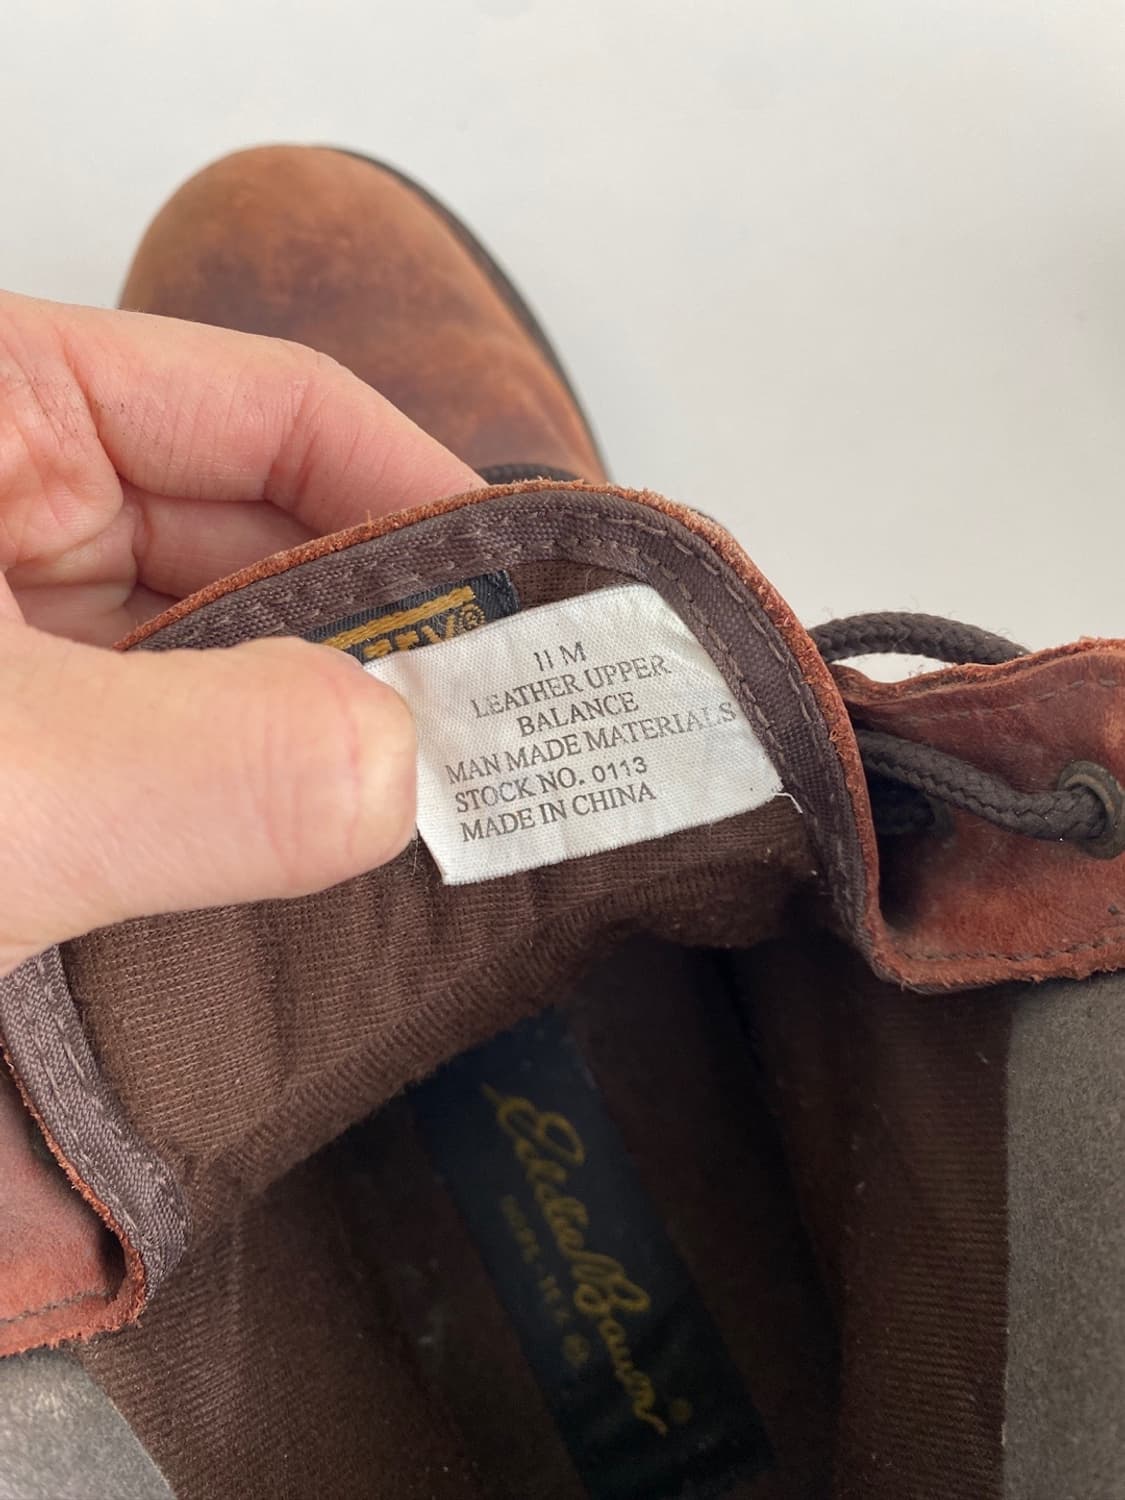 11 M
LEATHER UPPER
BALANCE
MAN MADE MATERIALS
STOCK NO. 0113
MADE IN CHINA
Eddie Bauer